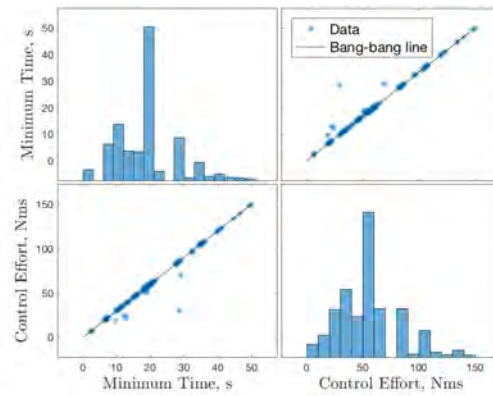 Minimum Time, s
50
40
30
20
10
0
Data
Bang-bang line
Control Effort, Nms
150
100
50
0
0 10 20 30 40 50
0 50 100 150
Minimum Time, s
Control Effort, Nms